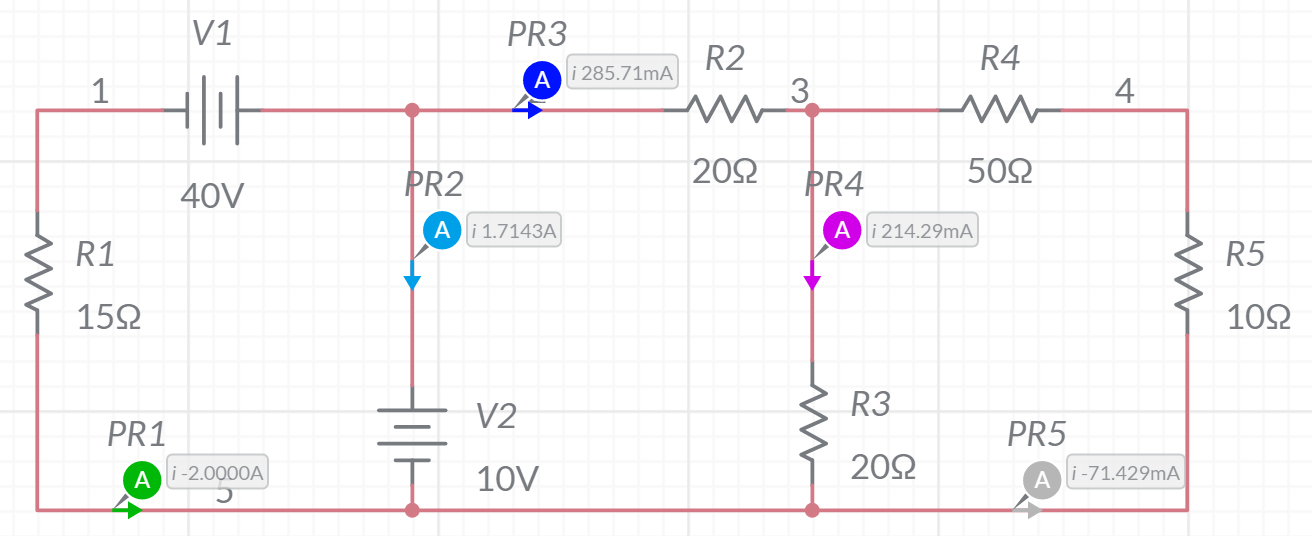 V1
PR3
A
i 285.71mA
R2
R4
1
3
4
40V
20Ω
50Ω
PR2
A
i 1.7143A
PR4
A
i 214.29mA
R1
15Ω
R5
10Ω
V2
10V
R3
20Ω
PR1
A
i -2.0000A
5
PR5
A
i -71.429mA